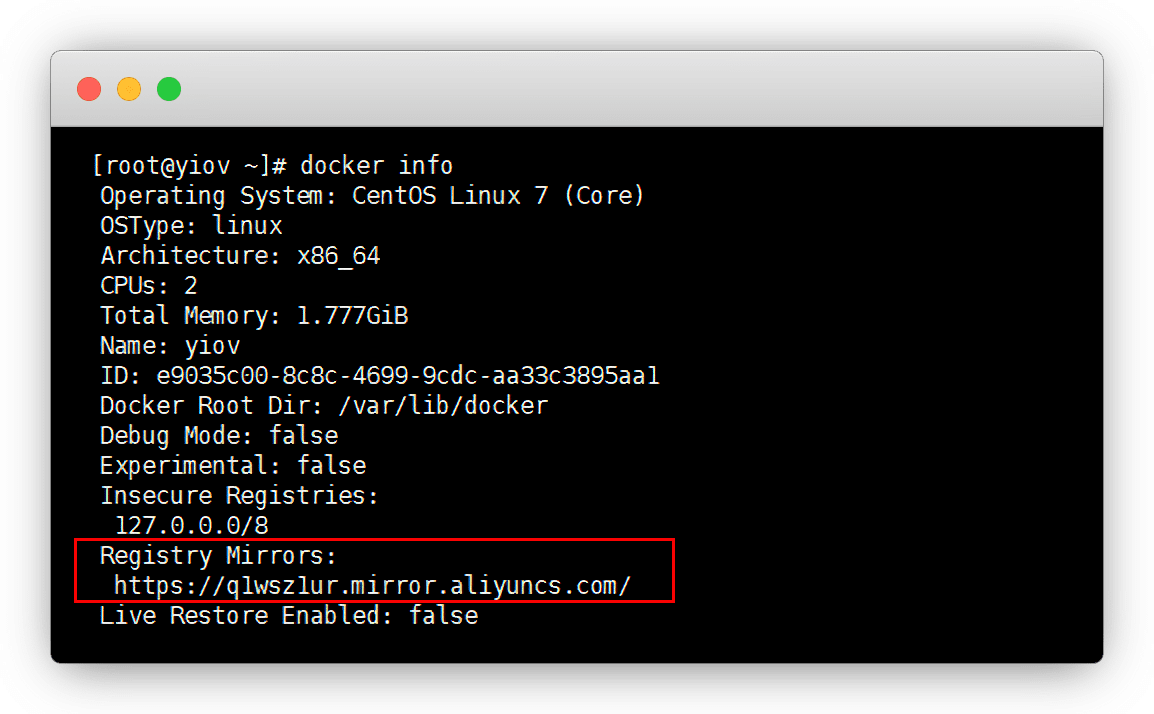 [root@yiov ~]# docker info
Operating System: CentOS Linux 7 (Core)
OSType: linux
Architecture: x86_64
CPUs: 2
Total Memory: 1.777GiB
Name: yiov
ID: e9035c00-8c8c-4699-9cdc-aa33c3895aa1
Docker Root Dir: /var/lib/docker
Debug Mode: false
Experimental: false
Insecure Registries:
127.0.0.0/8
Registry Mirrors:
https://q1wsz1ur.mirror.aliyuncs.com/
Live Restore Enabled: false